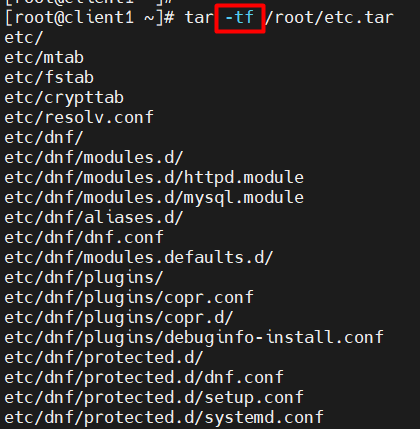 [root@client1 ~]#
[root@client1 ~]# tar -tf /root/etc.tar
etc/
etc/mtab
etc/fstab
etc/crypttab
etc/resolv.conf
etc/dnf/
etc/dnf/modules.d/
etc/dnf/modules.d/httpd.module
etc/dnf/modules.d/mysql.module
etc/dnf/aliases.d/
etc/dnf/dnf.conf
etc/dnf/modules.defaults.d/
etc/dnf/plugins/
etc/dnf/plugins/copr.conf
etc/dnf/plugins/copr.d/
etc/dnf/plugins/debuginfo-install.conf
etc/dnf/protected.d/
etc/dnf/protected.d/dnf.conf
etc/dnf/protected.d/setup.conf
etc/dnf/protected.d/systemd.conf